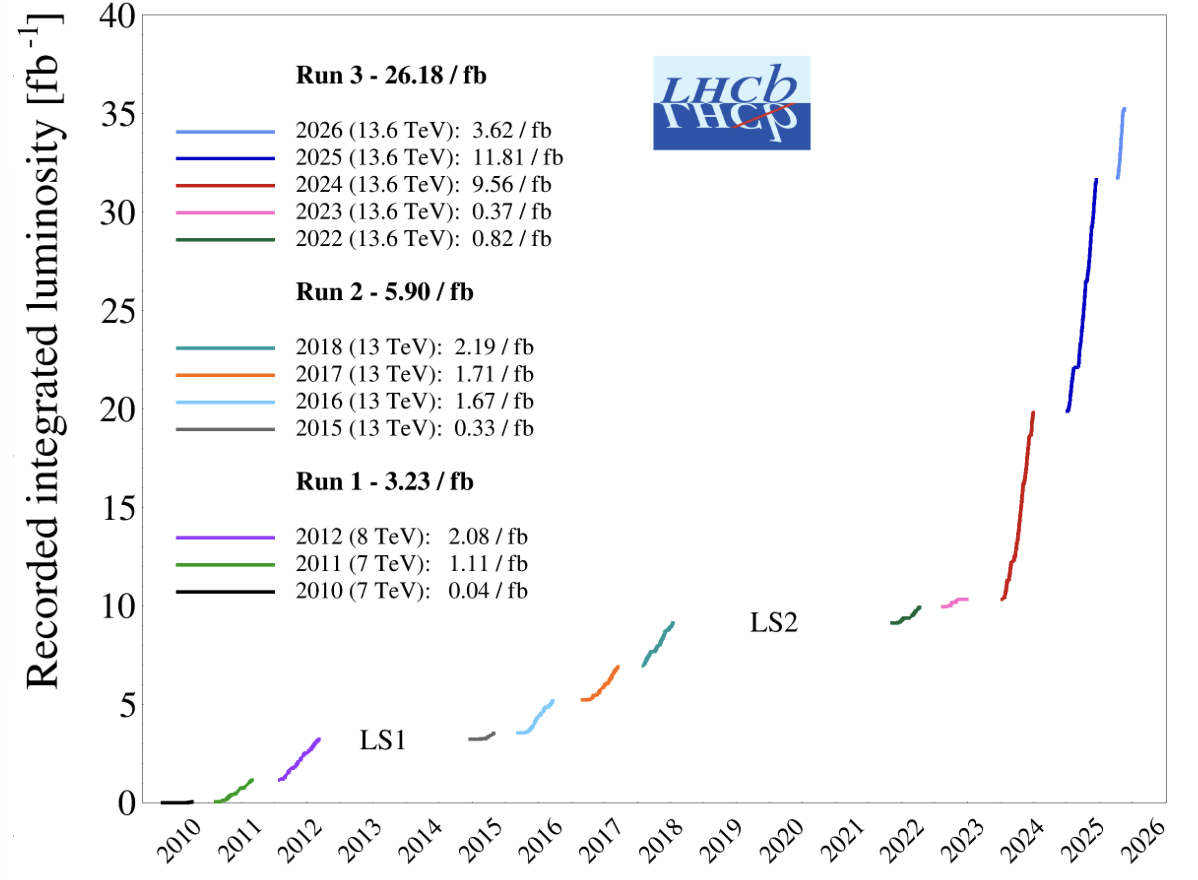 Recorded integrated luminosity [fb⁻¹]
40
35
30
25
20
15
10
5
0
Run 3 - 26.18 / fb
2026 (13.6 TeV): 3.62 / fb
2025 (13.6 TeV): 11.81 / fb
2024 (13.6 TeV): 9.56 / fb
2023 (13.6 TeV): 0.37 / fb
2022 (13.6 TeV): 0.82 / fb
Run 2 - 5.90 / fb
2018 (13 TeV): 2.19 / fb
2017 (13 TeV): 1.71 / fb
2016 (13 TeV): 1.67 / fb
2015 (13 TeV): 0.33 / fb
Run 1 - 3.23 / fb
2012 (8 TeV): 2.08 / fb
2011 (7 TeV): 1.11 / fb
2010 (7 TeV): 0.04 / fb
LHCb
LHCb
LS1
LS2
2010 2011 2012 2013 2014 2015 2016 2017 2018 2019 2020 2021 2022 2023 2024 2025 2026